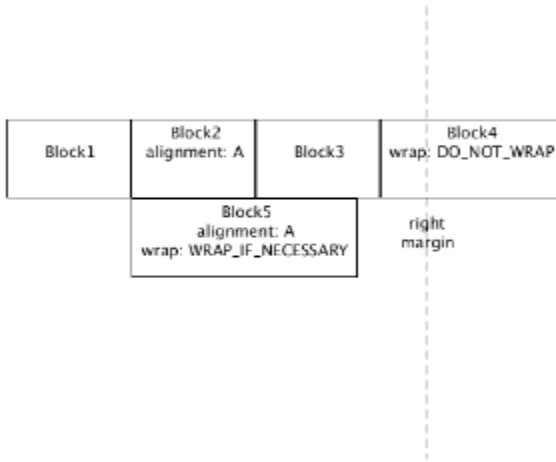 Block1
Block2
alignment: A
Block3
Block4
wrap: DO_NOT_WRAP
Block5
alignment: A
wrap: WRAP_IF_NECESSARY
right
margin